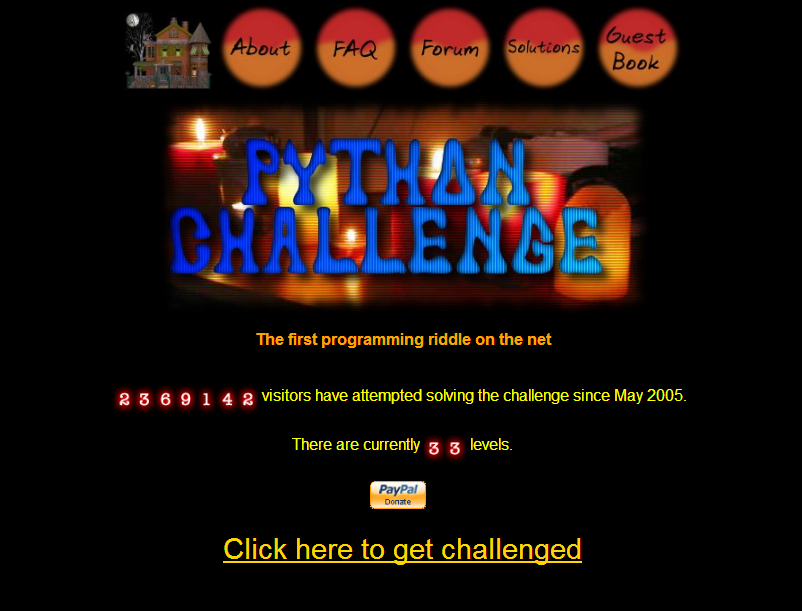 About
FAQ
Forum
Solutions
Guest
Book
PYTHON
CHALLENGE
The first programming riddle on the net
2369142 visitors have attempted solving the challenge since May 2005.
There are currently 33 levels.
PayPal
Donate
Click here to get challenged